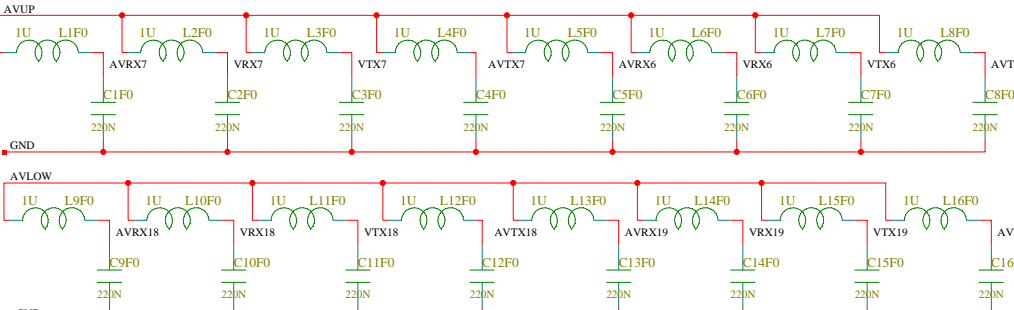 AVUP
1U L1F0 1U L2F0 1U L3F0 1U L4F0 1U L5F0 1U L6F0 1U L7F0 1U L8F0
AVRX7 VRX7 VTX7 AVTX7 AVRX6 VRX6 VTX6 AVT
C1F0 C2F0 C3F0 C4F0 C5F0 C6F0 C7F0 C8F0
220N 220N 220N 220N 220N 220N 220N 220N
GND
AVLOW
1U L9F0 1U L10F0 1U L11F0 1U L12F0 1U L13F0 1U L14F0 1U L15F0 1U L16F0
AVRX18 VRX18 VTX18 AVTX18 AVRX19 VRX19 VTX19 AV
C9F0 C10F0 C11F0 C12F0 C13F0 C14F0 C15F0 C16
220N 220N 220N 220N 220N 220N 220N 220N